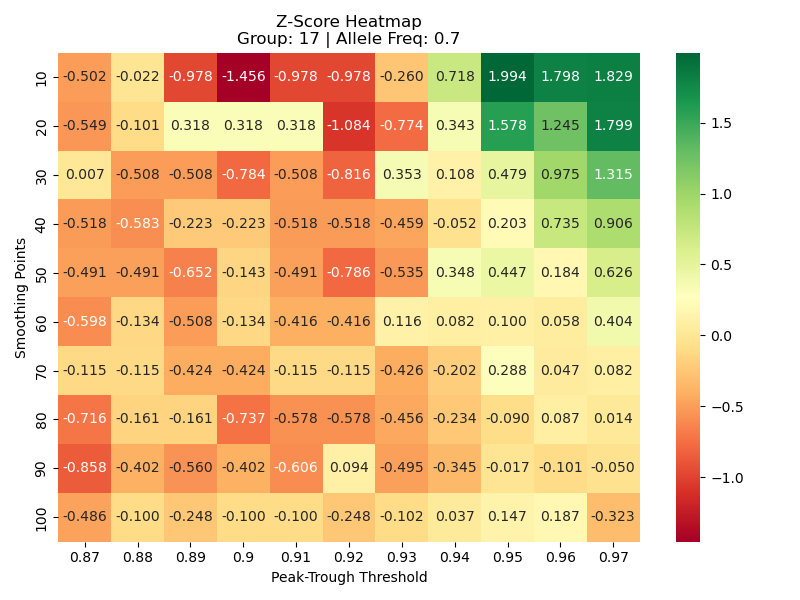 Z-Score Heatmap
Group: 17 | Allele Freq: 0.7
Smoothing Points
10 -0.502 -0.022 -0.978 -1.456 -0.978 -0.978 -0.260 0.718 1.994 1.798 1.829
20 -0.549 -0.101 0.318 0.318 0.318 -1.084 -0.774 0.343 1.578 1.245 1.799
30 0.007 -0.508 -0.508 -0.784 -0.508 -0.816 0.353 0.108 0.479 0.975 1.315
40 -0.518 -0.583 -0.223 -0.223 -0.518 -0.518 -0.459 -0.052 0.203 0.735 0.906
50 -0.491 -0.491 -0.652 -0.143 -0.491 -0.786 -0.535 0.348 0.447 0.184 0.626
60 -0.598 -0.134 -0.508 -0.134 -0.416 -0.416 0.116 0.082 0.100 0.058 0.404
70 -0.115 -0.115 -0.424 -0.424 -0.115 -0.115 -0.426 -0.202 0.288 0.047 0.082
80 -0.716 -0.161 -0.161 -0.737 -0.578 -0.578 -0.456 -0.234 -0.090 0.087 0.014
90 -0.858 -0.402 -0.560 -0.402 -0.606 0.094 -0.495 -0.345 -0.017 -0.101 -0.050
100 -0.486 -0.100 -0.248 -0.100 -0.100 -0.248 -0.102 0.037 0.147 0.187 -0.323
0.87 0.88 0.89 0.9 0.91 0.92 0.93 0.94 0.95 0.96 0.97
Peak-Trough Threshold
1.5
1.0
0.5
0.0
−0.5
−1.0